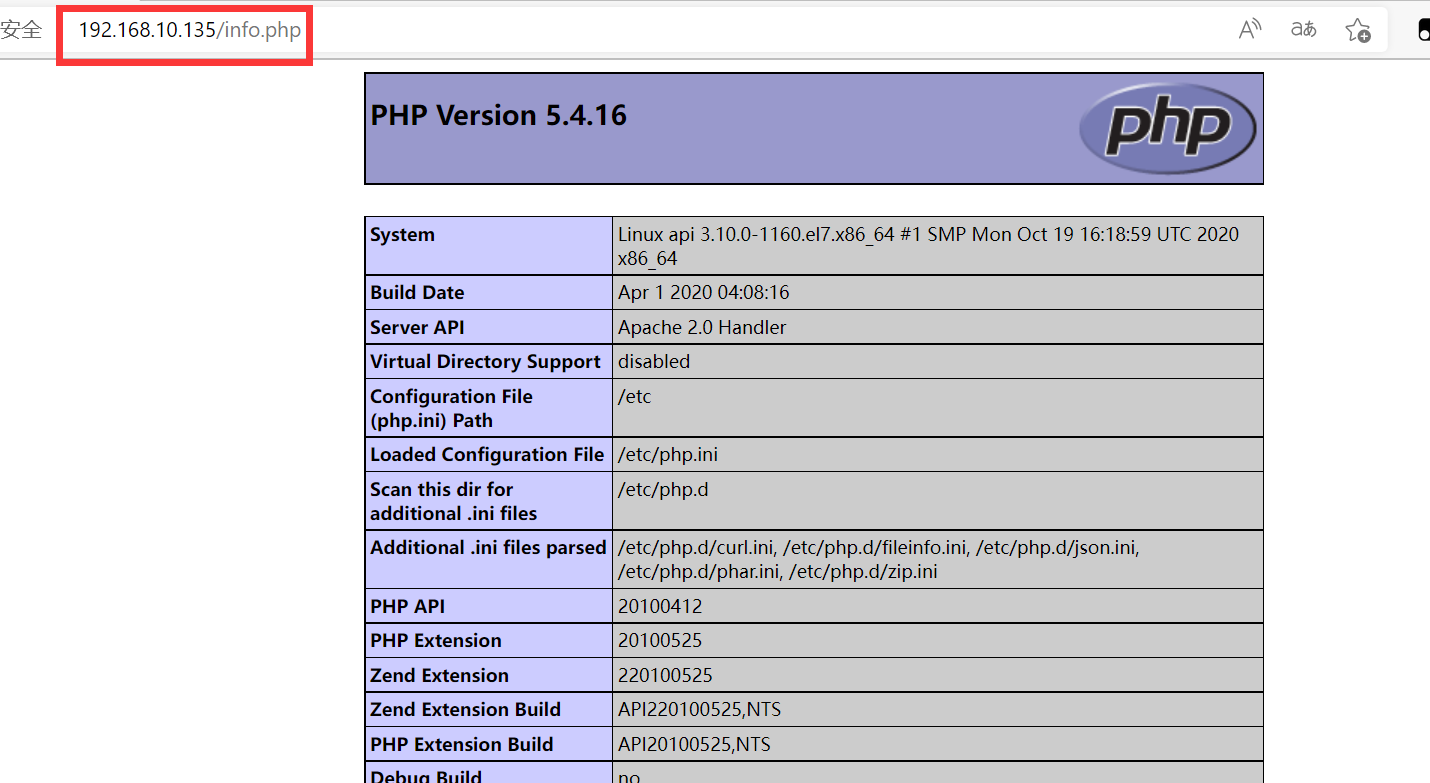 安全 192.168.10.135/info.php aあ
PHP Version 5.4.16 php
System Linux api 3.10.0-1160.el7.x86_64 #1 SMP Mon Oct 19 16:18:59 UTC 2020
x86_64
Build Date Apr 1 2020 04:08:16
Server API Apache 2.0 Handler
Virtual Directory Support disabled
Configuration File /etc
(php.ini) Path
Loaded Configuration File /etc/php.ini
Scan this dir for /etc/php.d
additional .ini files
Additional .ini files parsed /etc/php.d/curl.ini, /etc/php.d/fileinfo.ini, /etc/php.d/json.ini,
/etc/php.d/phar.ini, /etc/php.d/zip.ini
PHP API 20100412
PHP Extension 20100525
Zend Extension 220100525
Zend Extension Build API220100525,NTS
PHP Extension Build API20100525,NTS
Debug Build no